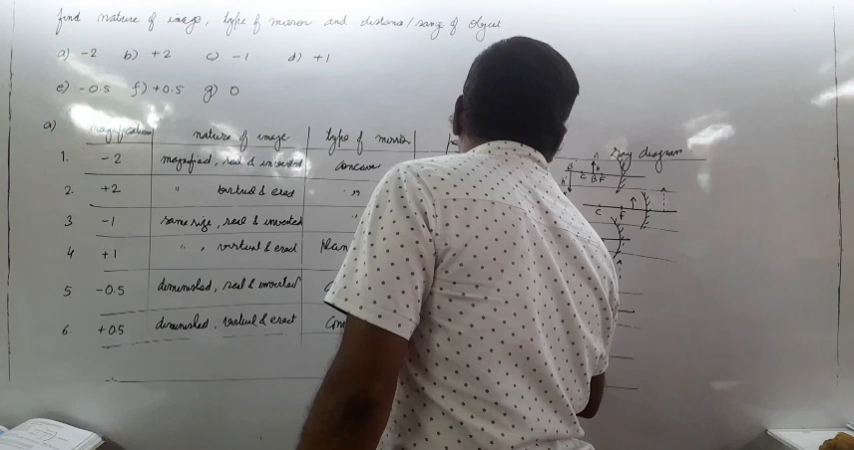 find nature of image, type of mirror and distance/range of object
a) -2 b) +2 c) -1 d) +1
e) -0.5 f) +0.5 g) 0
a) magnification nature of image type of mirror ray diagram
1. -2 magnified, real & inverted concave
2. +2 " virtual & erect "
3 -1 same size, real & inverted "
4 +1 " , virtual & erect Plan
5. -0.5 diminished, real & inverted
6. +0.5 diminished, virtual & erect Con